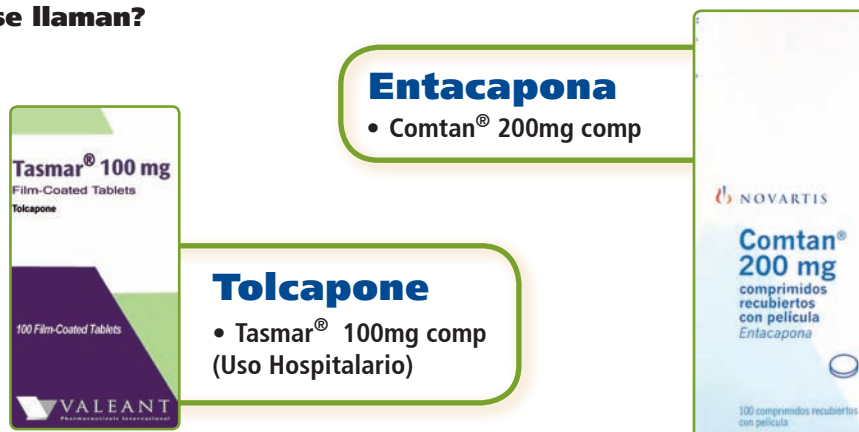 se llaman?
Entacapona
• Comtan® 200mg comp
Tasmar® 100 mg
Film-Coated Tablets
Tolcapone
100 Film-Coated Tablets
VALEANT
Pharmaceuticals International
Tolcapone
• Tasmar® 100mg comp
(Uso Hospitalario)
NOVARTIS
Comtan®
200 mg
comprimidos
recubiertos
con película
Entacapona
100 comprimidos recubiertos
con película